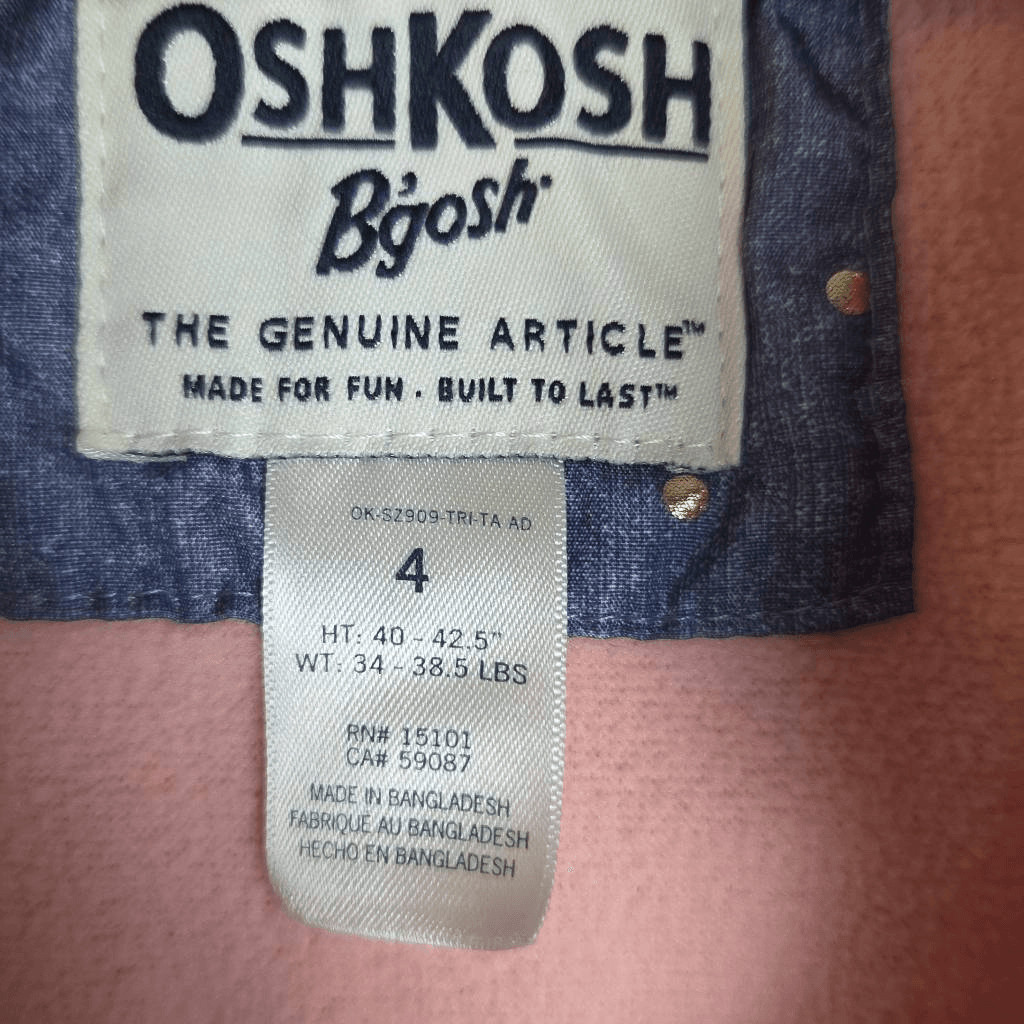 OSHKOSH
B'gosh
THE GENUINE ARTICLE™
MADE FOR FUN · BUILT TO LAST™
OK-SZ909-TRI-TA AD
4
HT: 40 - 42.5"
WT: 34 - 38.5 LBS
RN# 15101
CA# 59087
MADE IN BANGLADESH
FABRIQUE AU BANGLADESH
HECHO EN BANGLADESH